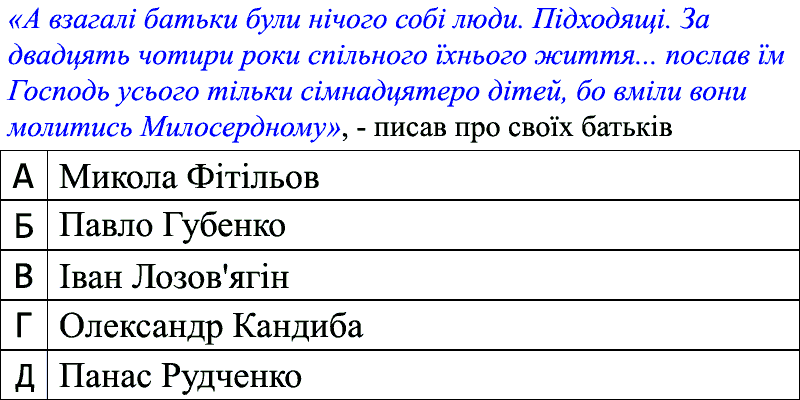 «А взагалі батьки були нічого собі люди. Підходящі. За
двадцять чотири роки спільного їхнього життя... послав їм
Господь усього тільки сімнадцятеро дітей, бо вміли вони
молитись Милосердному», - писав про своїх батьків
А Микола Фітільов
Б Павло Губенко
В Іван Лозов'ягін
Г Олександр Кандиба
Д Панас Рудченко